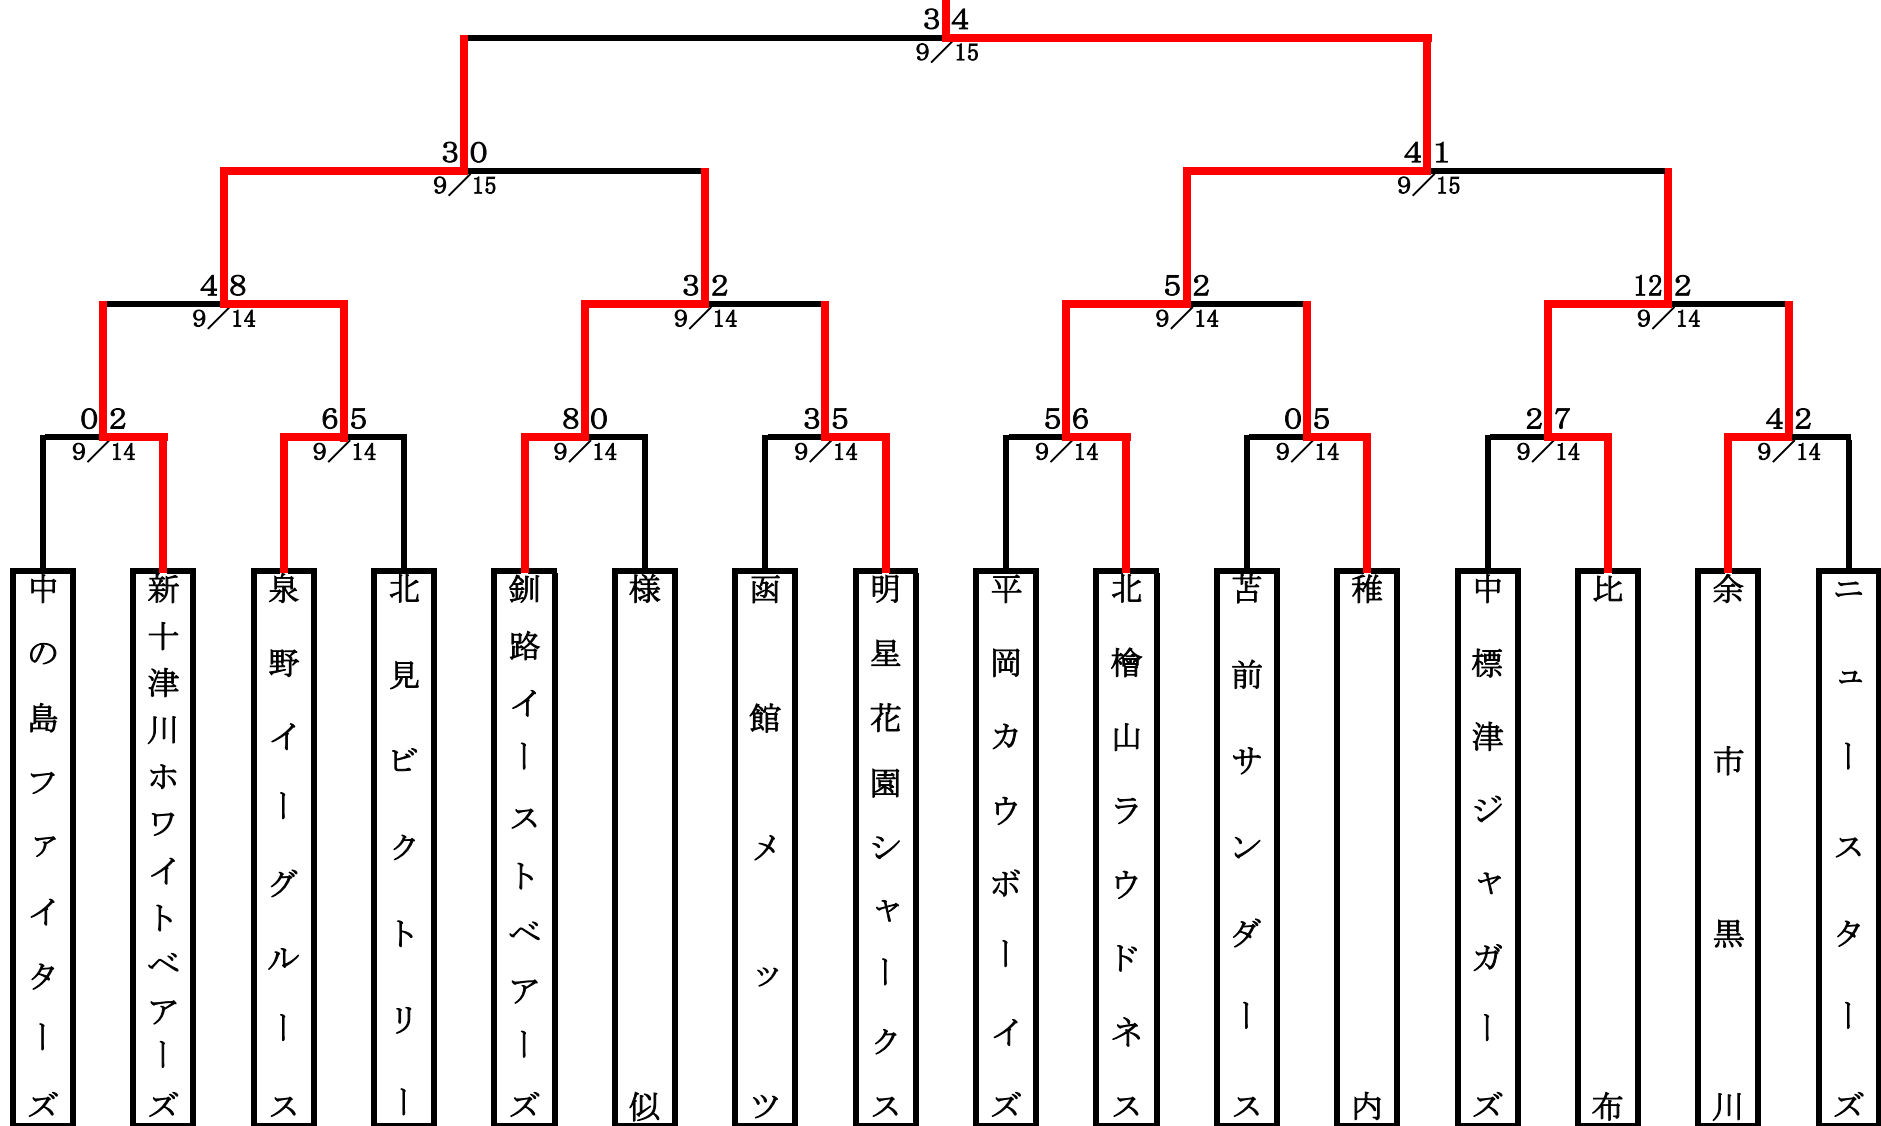 3 4
9／15
3 0
9／15
4 1
9／15
4 8
9／14
3 2
9／14
5 2
9／14
12 2
9／14
0 2
9／14
6 5
9／14
8 0
9／14
3 5
9／14
5 6
9／14
0 5
9／14
2 7
9／14
4 2
9／14
中の島ファイターズ
新十津川ホワイトベアーズ
泉野イーグルース
北見ビクトリー
釧路イーストベアーズ
様似
函館メッツ
明星花園シャークス
平岡カウボーイズ
北檜山ラウドネス
苫前サンダース
稚内
中標津ジャガーズ
比布
余市黒川
ニュースターズ